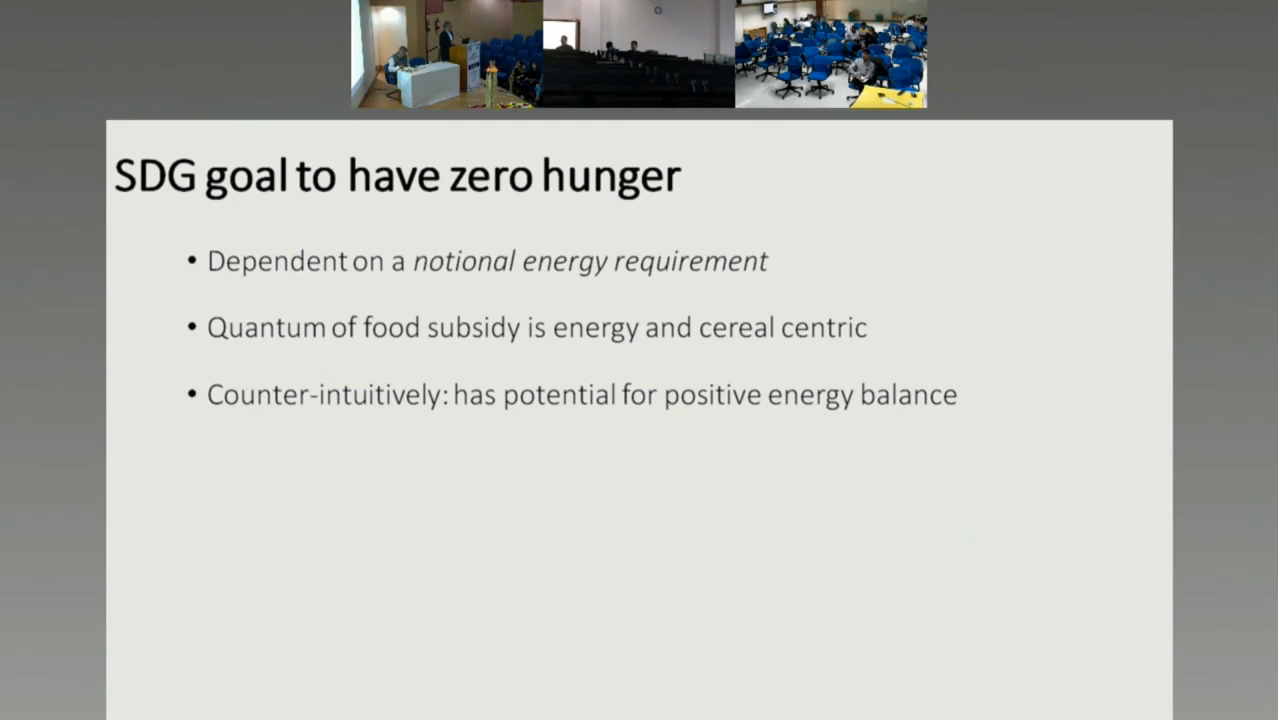 SDG goal to have zero hunger
• Dependent on a notional energy requirement
• Quantum of food subsidy is energy and cereal centric
• Counter-intuitively: has potential for positive energy balance